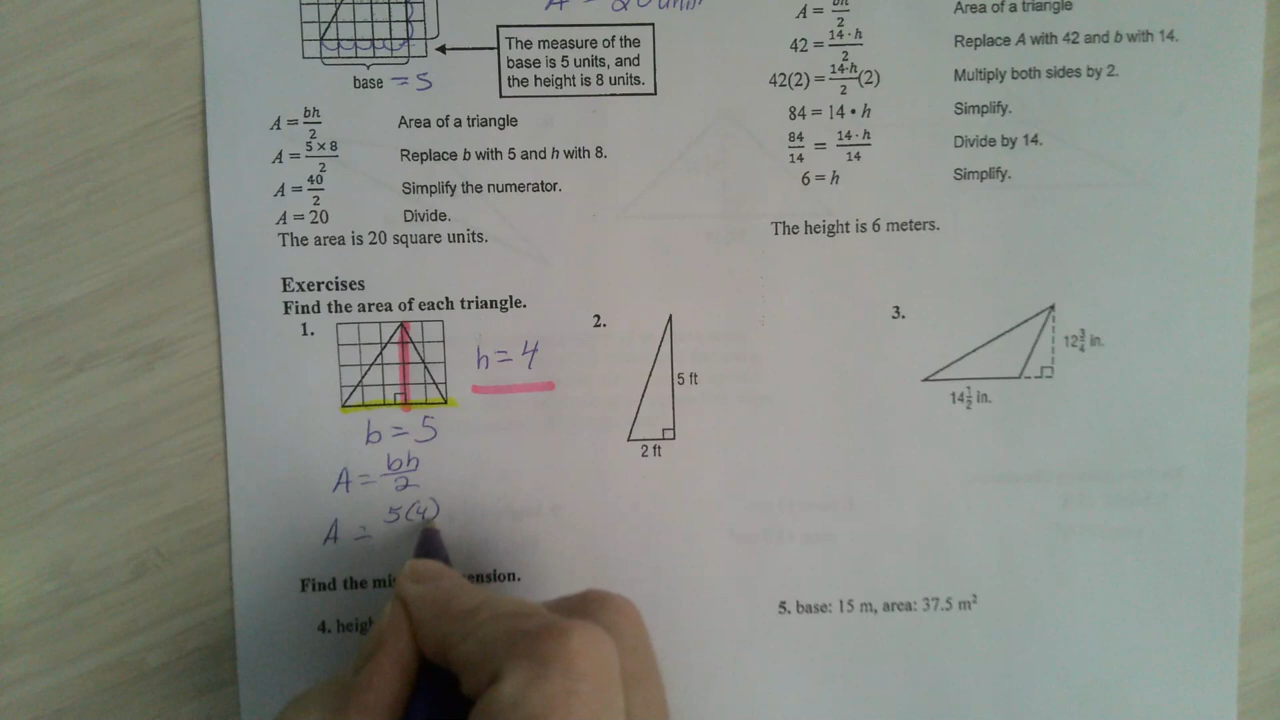 The measure of the
base is 5 units, and
the height is 8 units.
base = 5
A = bh/2 Area of a triangle
A = 5 × 8/2 Replace b with 5 and h with 8.
A = 40/2 Simplify the numerator.
A = 20 Divide.
The area is 20 square units.
A = bh/2 Area of a triangle
42 = 14 · h/2 Replace A with 42 and b with 14.
42(2) = 14·h/2 (2) Multiply both sides by 2.
84 = 14 • h Simplify.
84/14 = 14 · h/14 Divide by 14.
6 = h Simplify.
The height is 6 meters.
Exercises
Find the area of each triangle.
1.
h = 4
b = 5
A = bh/2
A = 5(4)
2.
5 ft
2 ft
3.
12 3/4 in.
14 1/2 in.
Find the
4.
5. base: 15 m, area: 37.5 m²